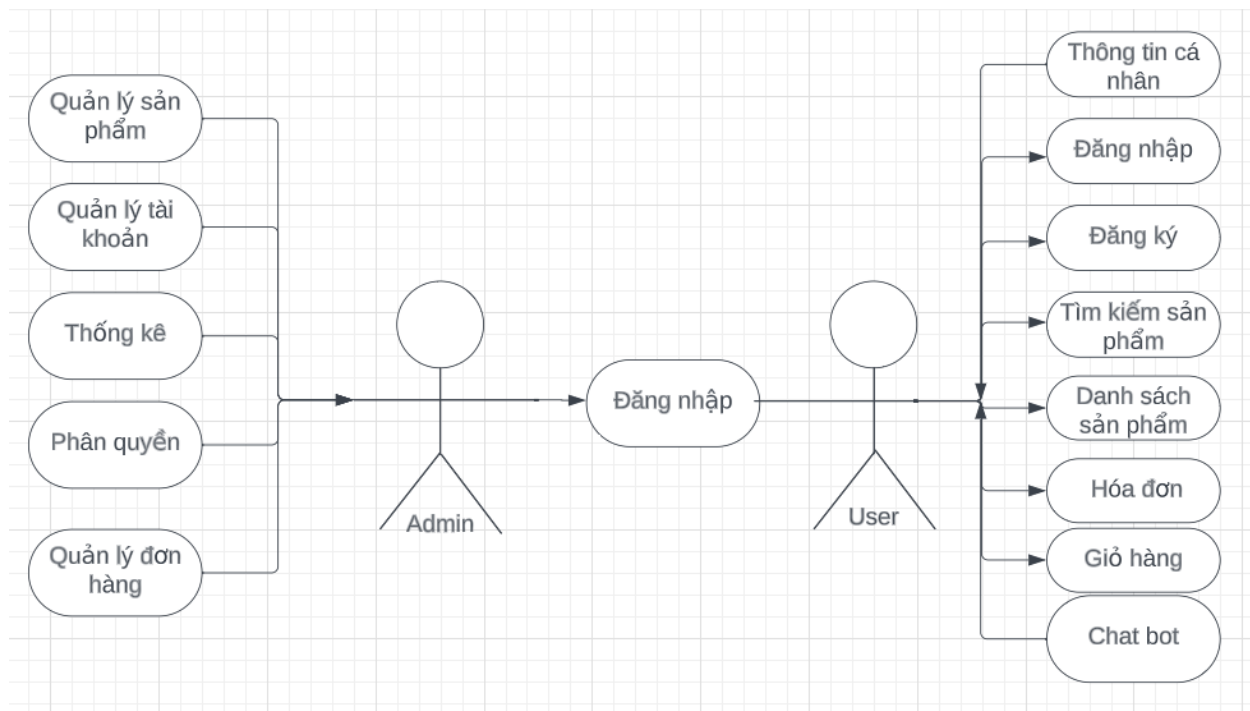 Quản lý sản
phẩm
Quản lý tài
khoản
Thống kê
Phân quyền
Quản lý đơn
hàng
Admin
Đăng nhập
User
Thông tin cá
nhân
Đăng nhập
Đăng ký
Tìm kiếm sản
phẩm
Danh sách
sản phẩm
Hóa đơn
Giỏ hàng
Chat bot